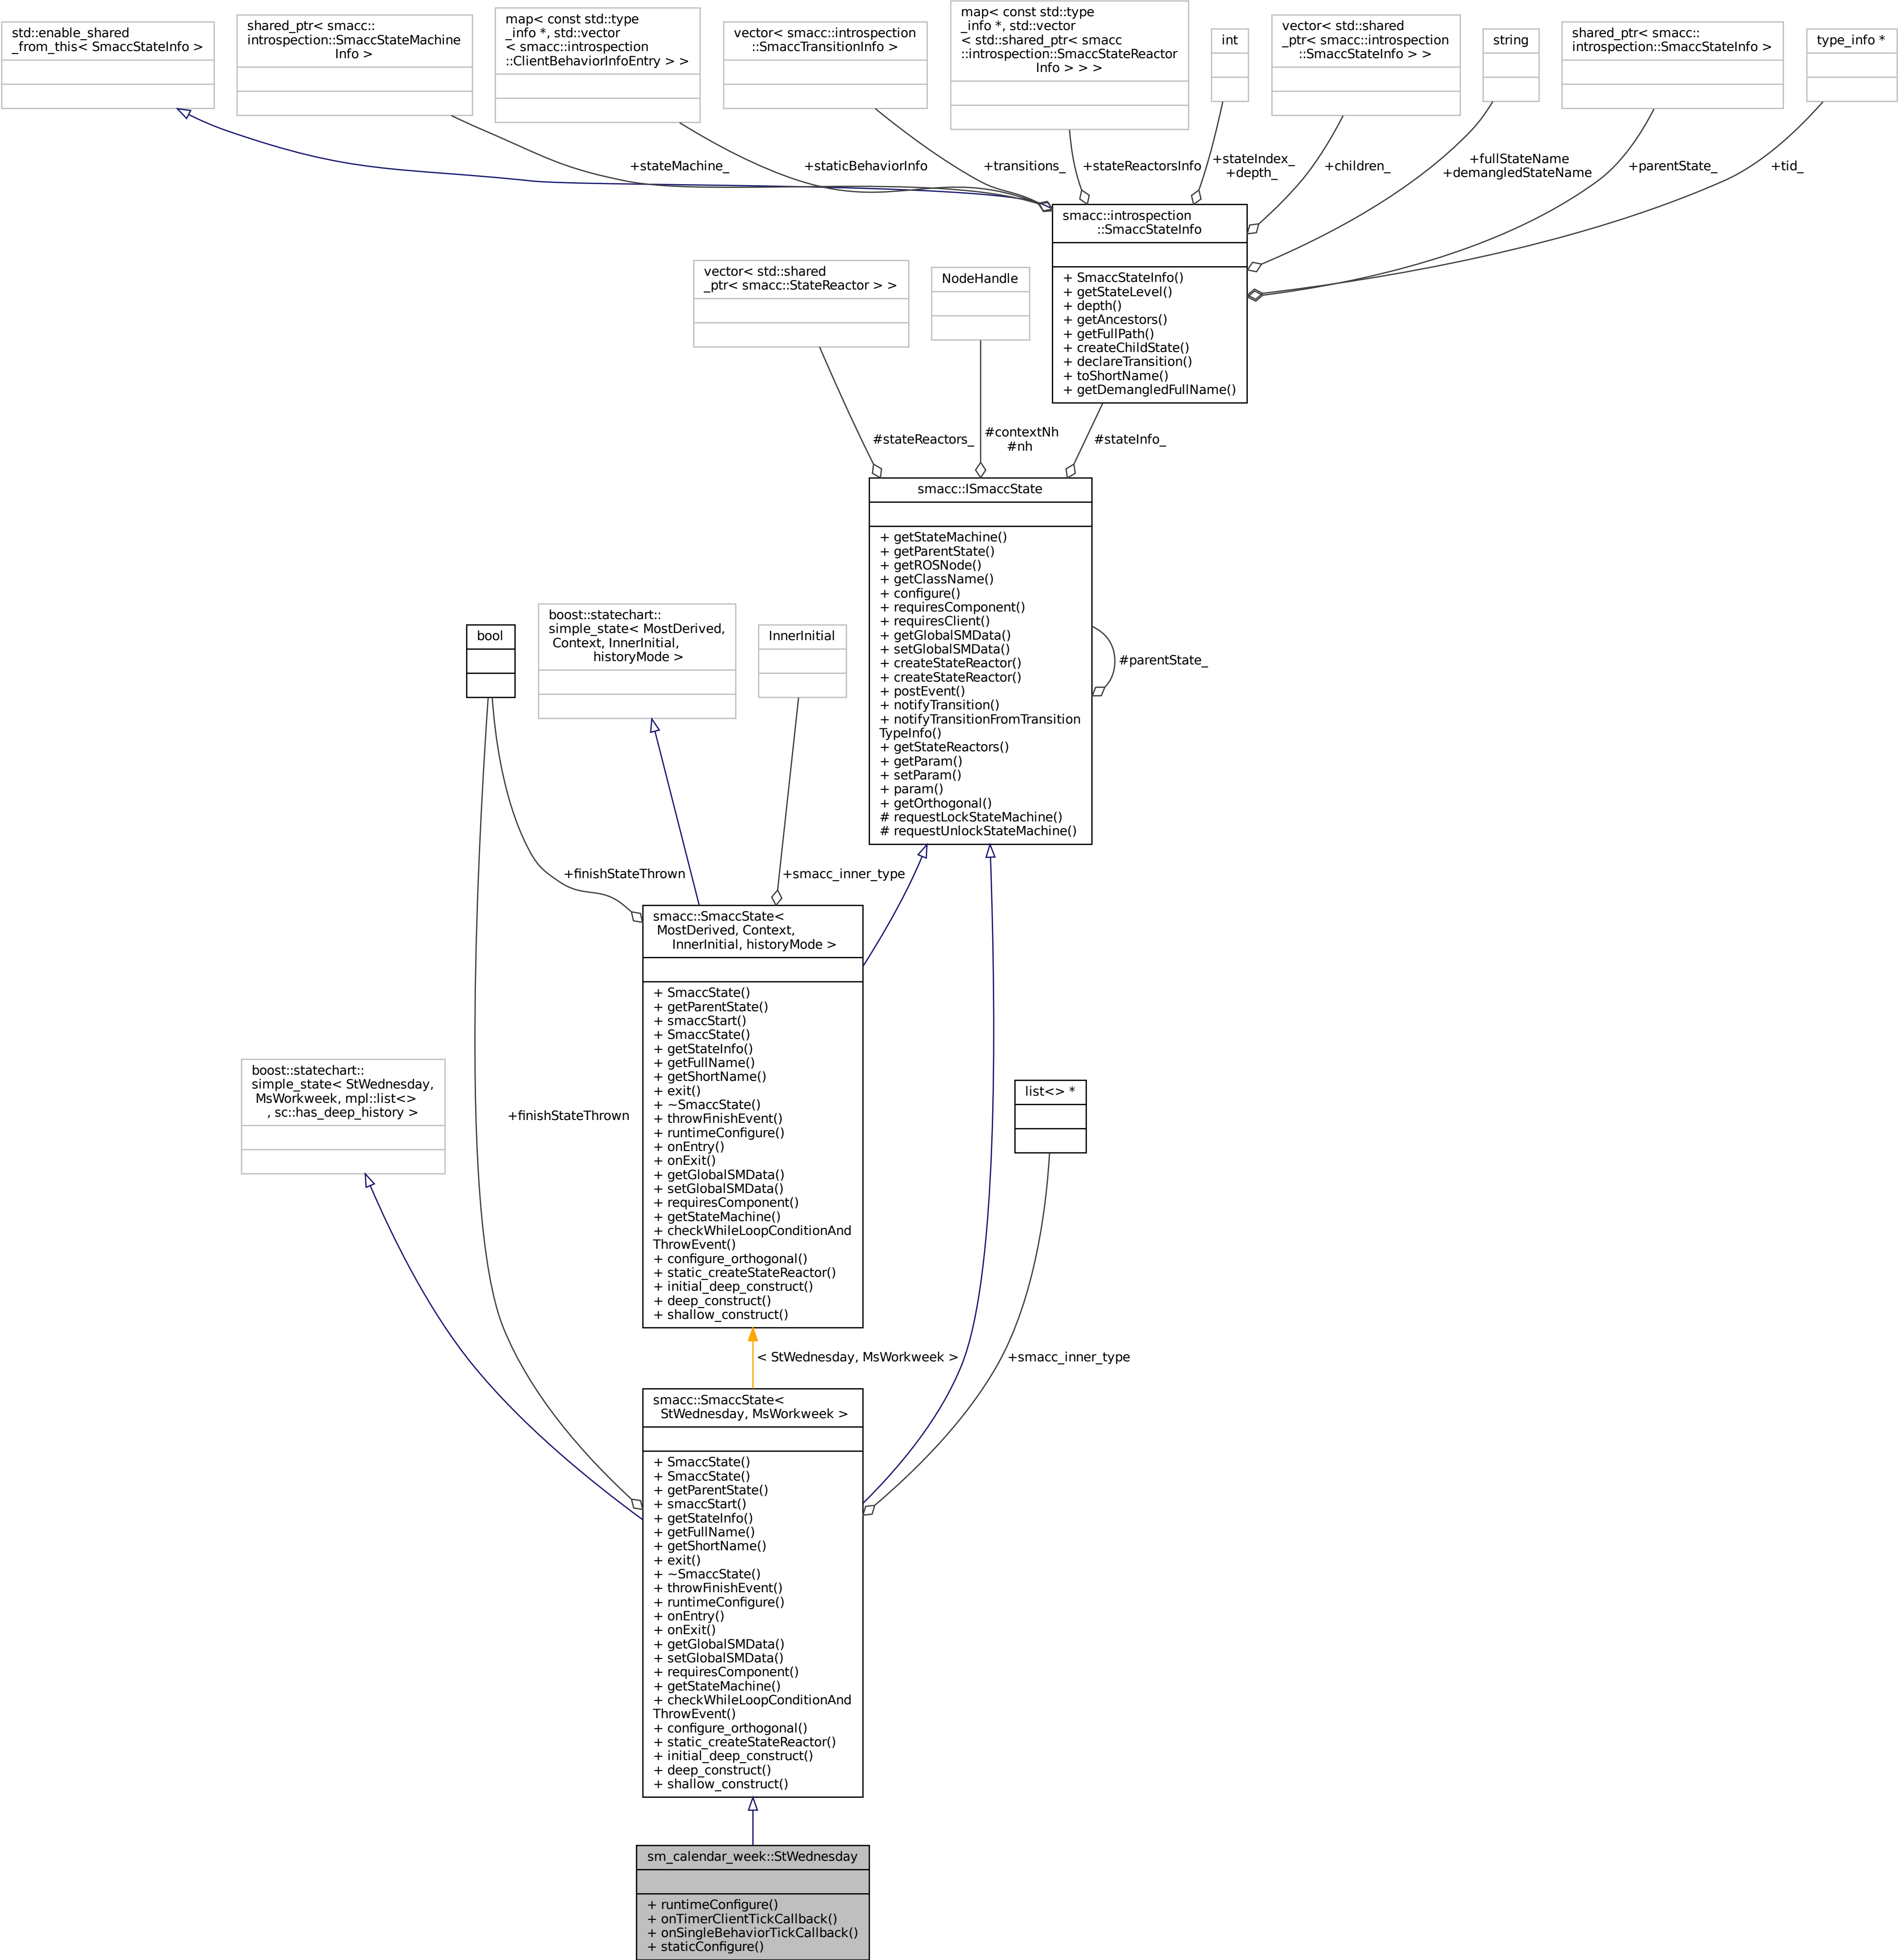 std::enable_shared
_from_this< SmaccStateInfo >
shared_ptr< smacc::
introspection::SmaccStateMachine
Info >
map< const std::type
_info *, std::vector
< smacc::introspection
::ClientBehaviorInfoEntry > >
vector< smacc::introspection
::SmaccTransitionInfo >
map< const std::type
_info *, std::vector
< std::shared_ptr< smacc
::introspection::SmaccStateReactor
Info > > >
int
vector< std::shared
_ptr< smacc::introspection
::SmaccStateInfo > >
string
shared_ptr< smacc::
introspection::SmaccStateInfo >
type_info *
+stateMachine_
+staticBehaviorInfo
+transitions_
+stateReactorsInfo
+stateIndex_
+depth_
+children_
+fullStateName
+demangledStateName
+parentState_
+tid_
smacc::introspection
::SmaccStateInfo
+ SmaccStateInfo()
+ getStateLevel()
+ depth()
+ getAncestors()
+ getFullPath()
+ createChildState()
+ declareTransition()
+ toShortName()
+ getDemangledFullName()
vector< std::shared
_ptr< smacc::StateReactor > >
NodeHandle
#stateReactors_
#contextNh
#nh
#stateInfo_
smacc::ISmaccState
+ getStateMachine()
+ getParentState()
+ getROSNode()
+ getClassName()
+ configure()
+ requiresComponent()
+ requiresClient()
+ getGlobalSMData()
+ setGlobalSMData()
+ createStateReactor()
+ createStateReactor()
+ postEvent()
+ notifyTransition()
+ notifyTransitionFromTransition
TypeInfo()
+ getStateReactors()
+ getParam()
+ setParam()
+ param()
+ getOrthogonal()
# requestLockStateMachine()
# requestUnlockStateMachine()
#parentState_
bool
boost::statechart::
simple_state< MostDerived,
Context, InnerInitial,
historyMode >
InnerInitial
+finishStateThrown
+smacc_inner_type
smacc::SmaccState<
MostDerived, Context,
InnerInitial, historyMode >
+ SmaccState()
+ getParentState()
+ smaccStart()
+ SmaccState()
+ getStateInfo()
+ getFullName()
+ getShortName()
+ exit()
+ ~SmaccState()
+ throwFinishEvent()
+ runtimeConfigure()
+ onEntry()
+ onExit()
+ getGlobalSMData()
+ setGlobalSMData()
+ requiresComponent()
+ getStateMachine()
+ checkWhileLoopConditionAnd
ThrowEvent()
+ configure_orthogonal()
+ static_createStateReactor()
+ initial_deep_construct()
+ deep_construct()
+ shallow_construct()
boost::statechart::
simple_state< StWednesday,
MsWorkweek, mpl::list<>
, sc::has_deep_history >
+finishStateThrown
list<> *
< StWednesday, MsWorkweek >
+smacc_inner_type
smacc::SmaccState<
StWednesday, MsWorkweek >
+ SmaccState()
+ SmaccState()
+ getParentState()
+ smaccStart()
+ getStateInfo()
+ getFullName()
+ getShortName()
+ exit()
+ ~SmaccState()
+ throwFinishEvent()
+ runtimeConfigure()
+ onEntry()
+ onExit()
+ getGlobalSMData()
+ setGlobalSMData()
+ requiresComponent()
+ getStateMachine()
+ checkWhileLoopConditionAnd
ThrowEvent()
+ configure_orthogonal()
+ static_createStateReactor()
+ initial_deep_construct()
+ deep_construct()
+ shallow_construct()
sm_calendar_week::StWednesday
+ runtimeConfigure()
+ onTimerClientTickCallback()
+ onSingleBehaviorTickCallback()
+ staticConfigure()